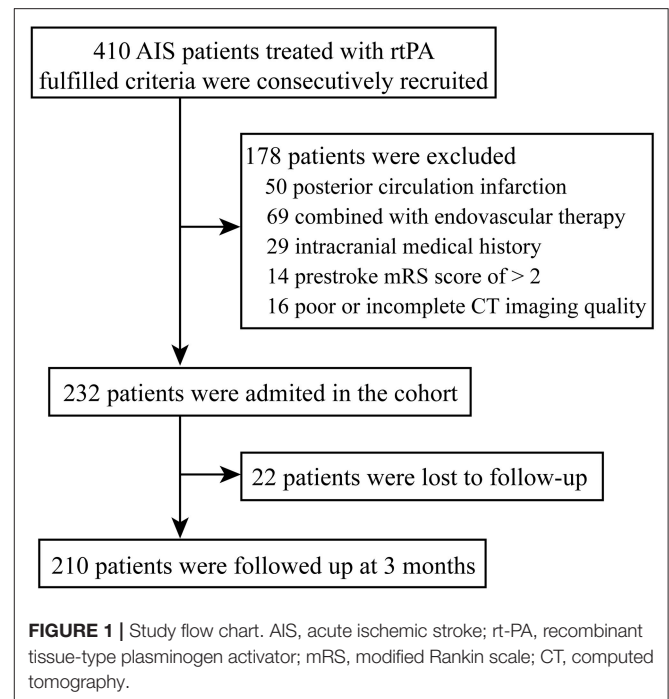 410 AIS patients treated with rtPA
fulfilled criteria were consecutively recruited
178 patients were excluded
50 posterior circulation infarction
69 combined with endovascular therapy
29 intracranial medical history
14 prestroke mRS score of > 2
16 poor or incomplete CT imaging quality
232 patients were admited in the cohort
22 patients were lost to follow-up
210 patients were followed up at 3 months
FIGURE 1 | Study flow chart. AIS, acute ischemic stroke; rt-PA, recombinant
tissue-type plasminogen activator; mRS, modified Rankin scale; CT, computed
tomography.